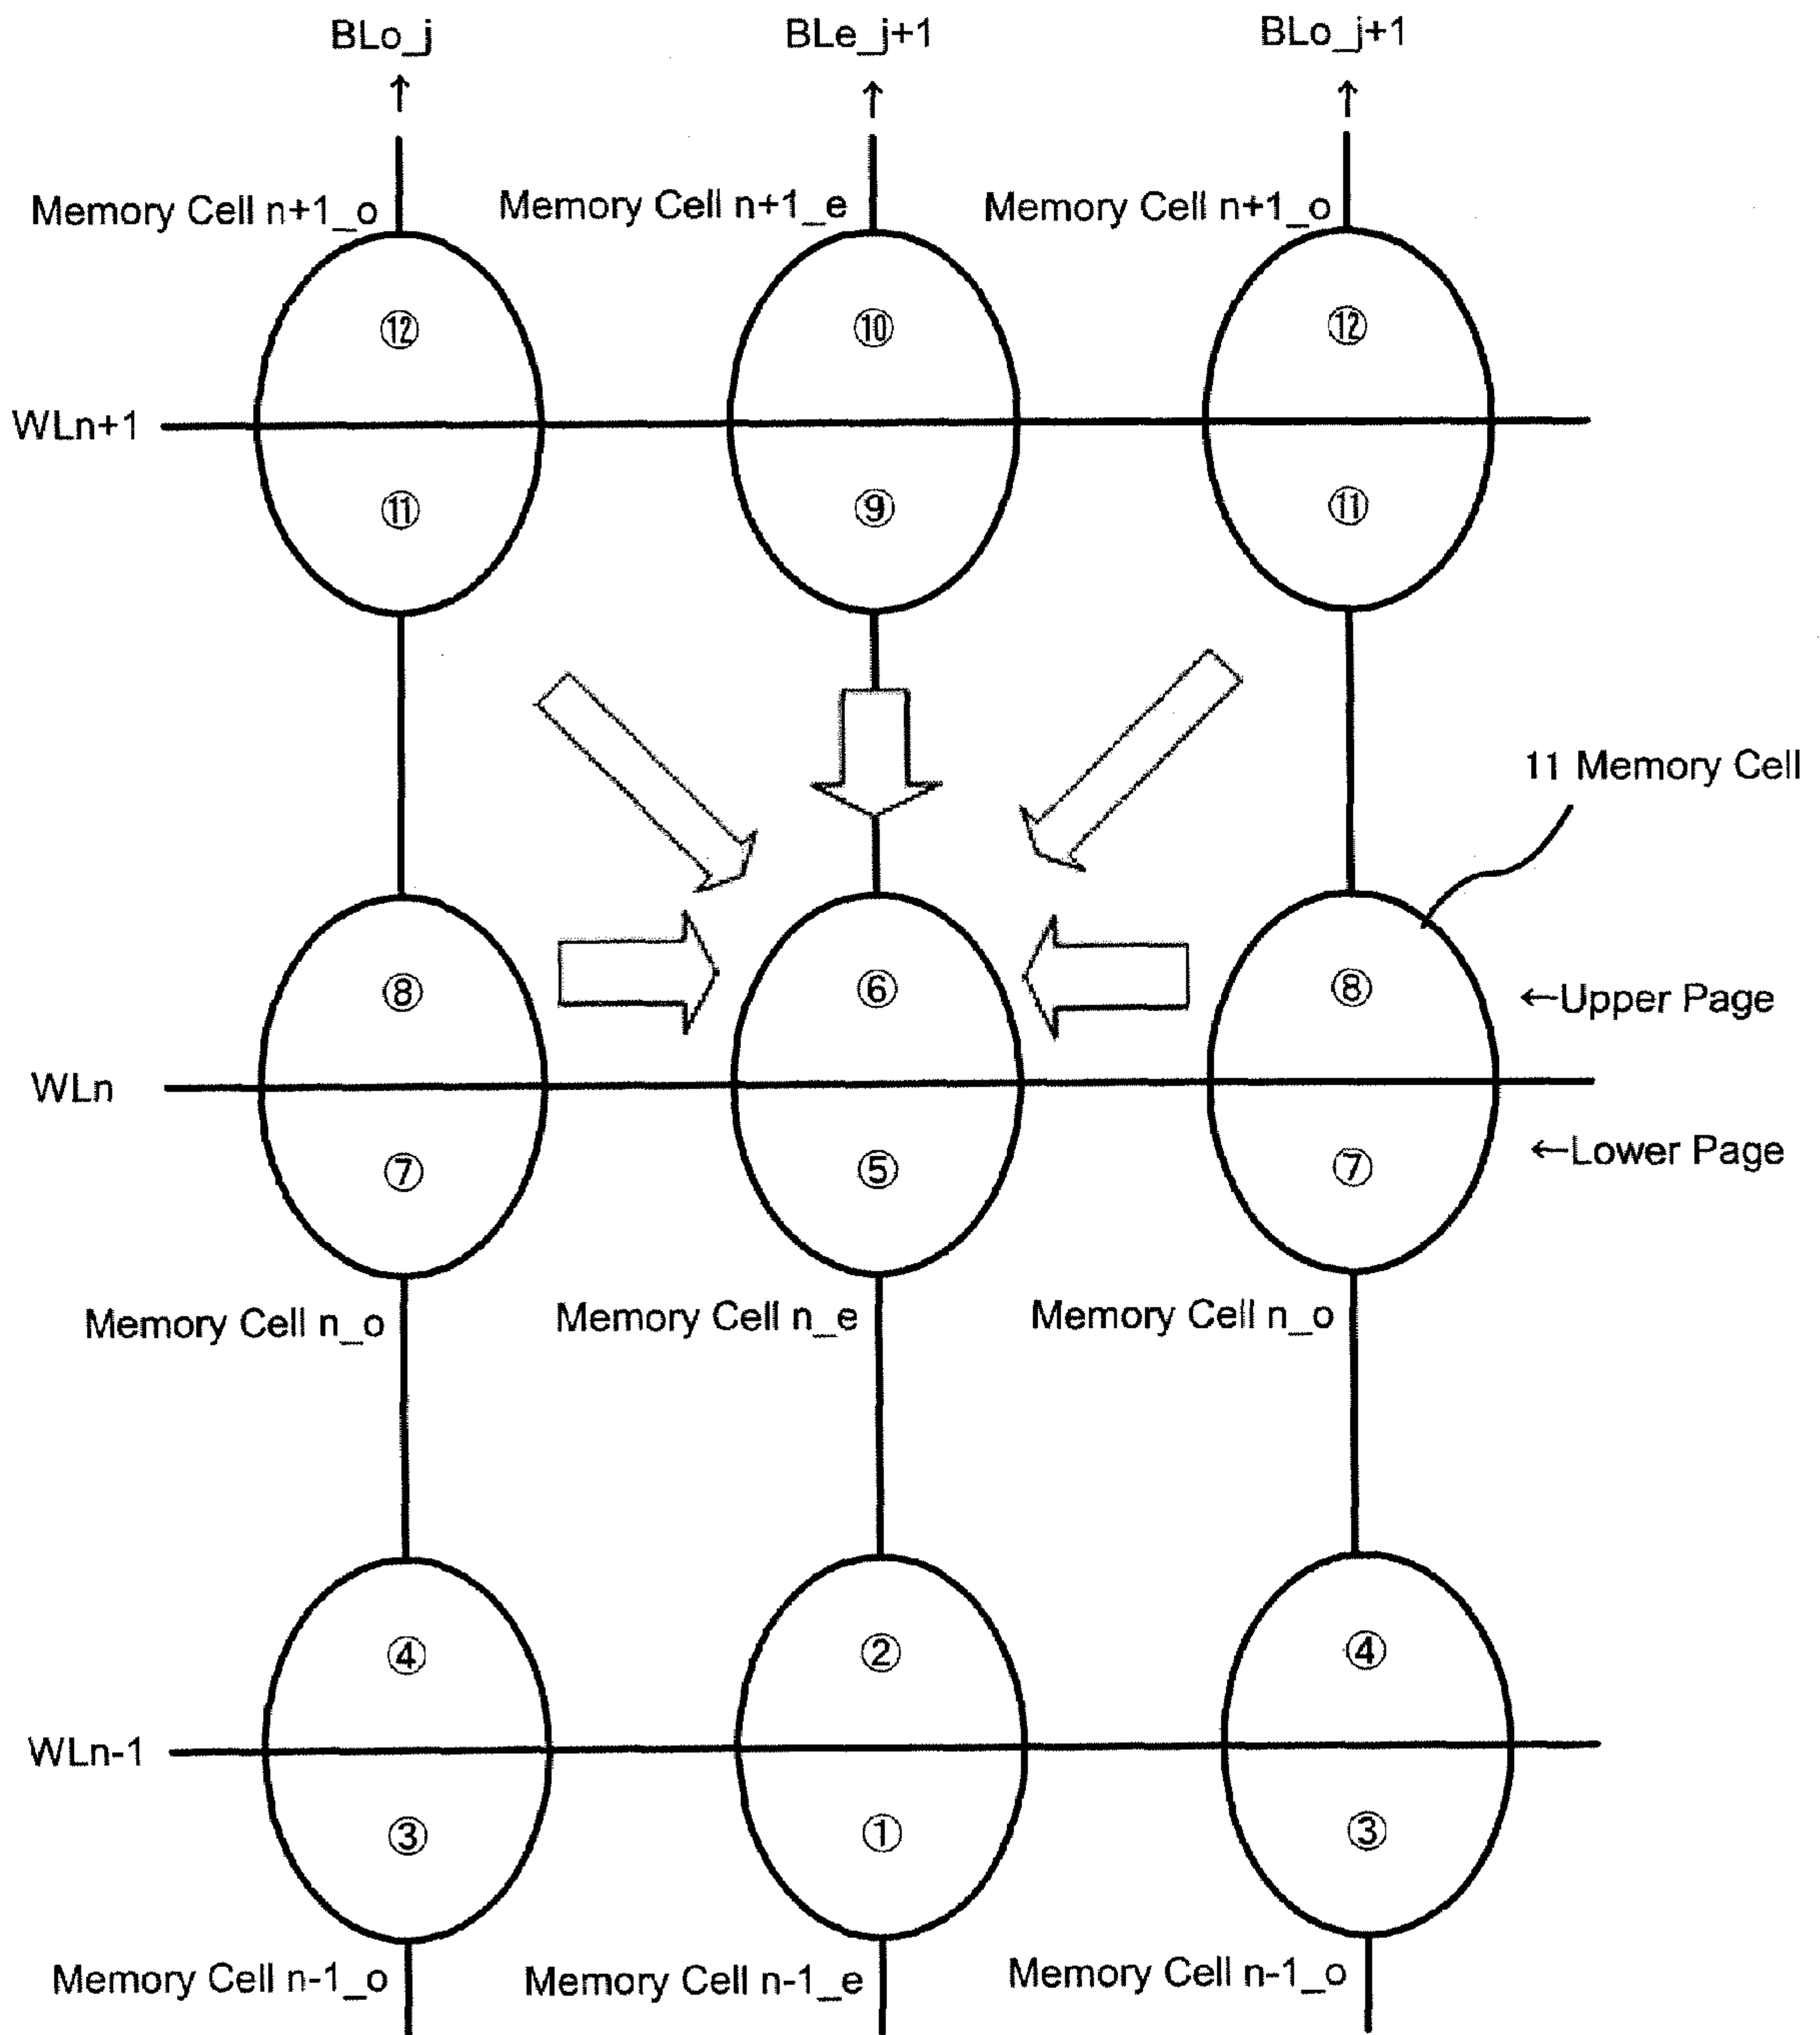 BLo_j BLe_j+1 BLo_j+1
↑ ↑ ↑
Memory Cell n+1_o Memory Cell n+1_e Memory Cell n+1_o
⑫ ⑩ ⑫
WLn+1
⑪ ⑨ ⑪
11 Memory Cell
⑧ ⑥ ⑧ ←Upper Page
WLn
⑦ ⑤ ⑦ ←Lower Page
Memory Cell n_o Memory Cell n_e Memory Cell n_o
④ ② ④
WLn-1
③ ① ③
Memory Cell n-1_o Memory Cell n-1_e Memory Cell n-1_o